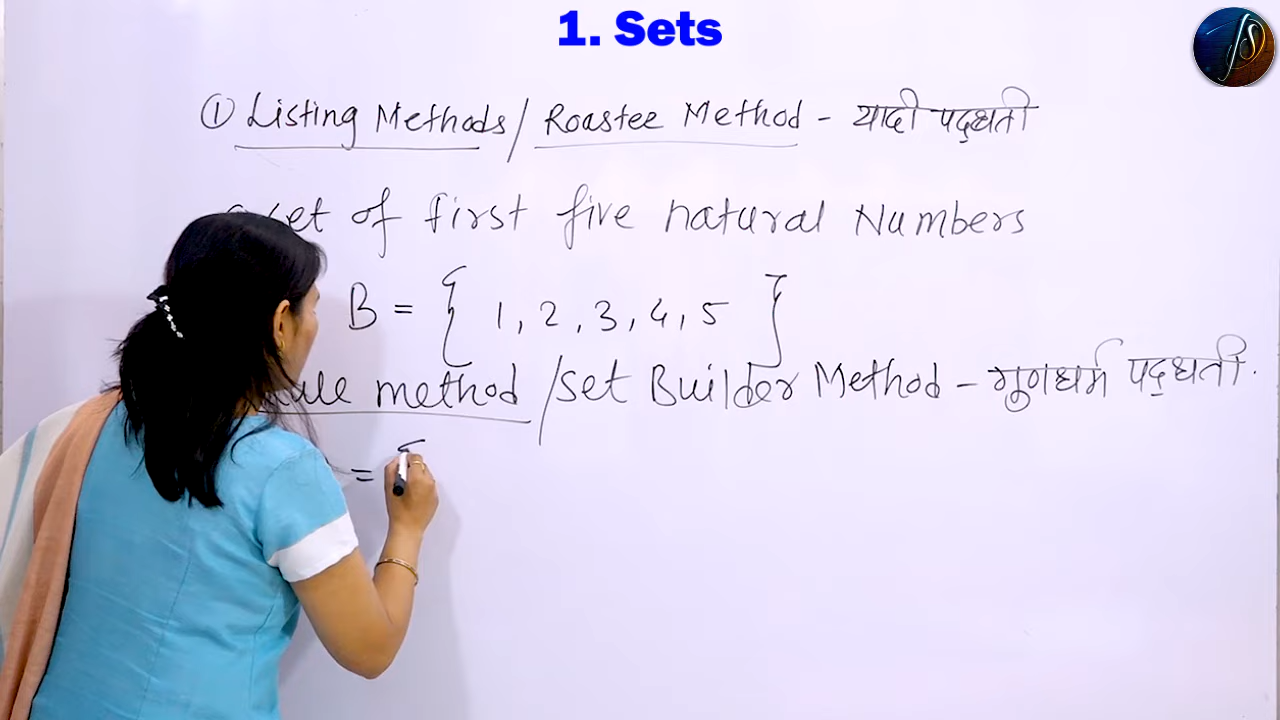 1. Sets
① Listing Methods / Roastee Method - यादी पद्धती
set of first five natural Numbers
B = { 1, 2, 3, 4, 5 }
method / Set Builder Method - गुणधर्म पद्धती.
= {